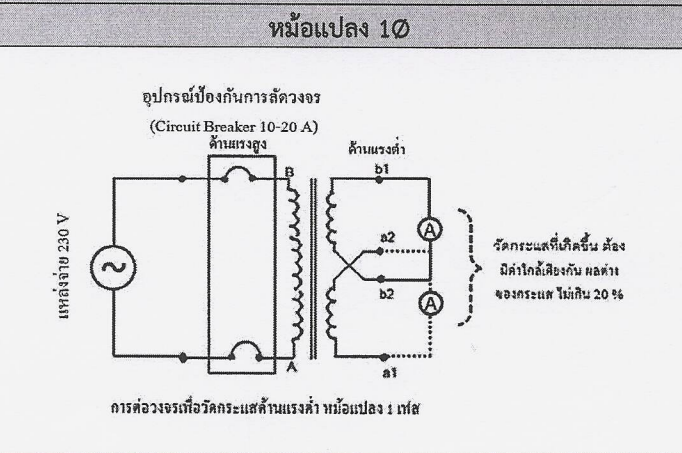 หม้อแปลง 1Ø
อุปกรณ์ป้องกันการลัดวงจร
(Circuit Breaker 10-20 A)
ด้านแรงสูง
ด้านแรงต่ำ
B
b1
A
a2
แหล่งจ่าย 230 V
วัดกระแสที่เกิดขึ้น ต้อง
มีค่าใกล้เคียงกัน ผลต่าง
ของกระแส ไม่เกิน 20 %
b2
A
A
a1
การต่อวงจรเพื่อวัดกระแสด้านแรงต่ำ หม้อแปลง 1 เฟส